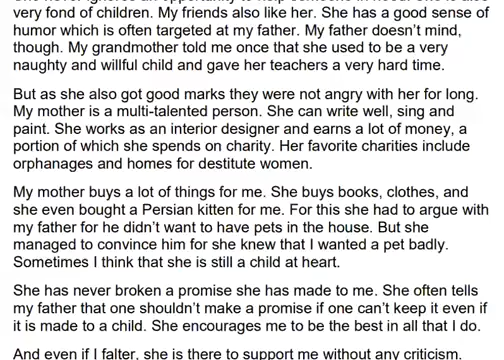 very fond of children. My friends also like her. She has a good sense of
humor which is often targeted at my father. My father doesn’t mind,
though. My grandmother told me once that she used to be a very
naughty and willful child and gave her teachers a very hard time.
But as she also got good marks they were not angry with her for long.
My mother is a multi-talented person. She can write well, sing and
paint. She works as an interior designer and earns a lot of money, a
portion of which she spends on charity. Her favorite charities include
orphanages and homes for destitute women.
My mother buys a lot of things for me. She buys books, clothes, and
she even bought a Persian kitten for me. For this she had to argue with
my father for he didn’t want to have pets in the house. But she
managed to convince him for she knew that I wanted a pet badly.
Sometimes I think that she is still a child at heart.
She has never broken a promise she has made to me. She often tells
my father that one shouldn’t make a promise if one can’t keep it even if
it is made to a child. She encourages me to be the best in all that I do.
And even if I falter, she is there to support me without any criticism.